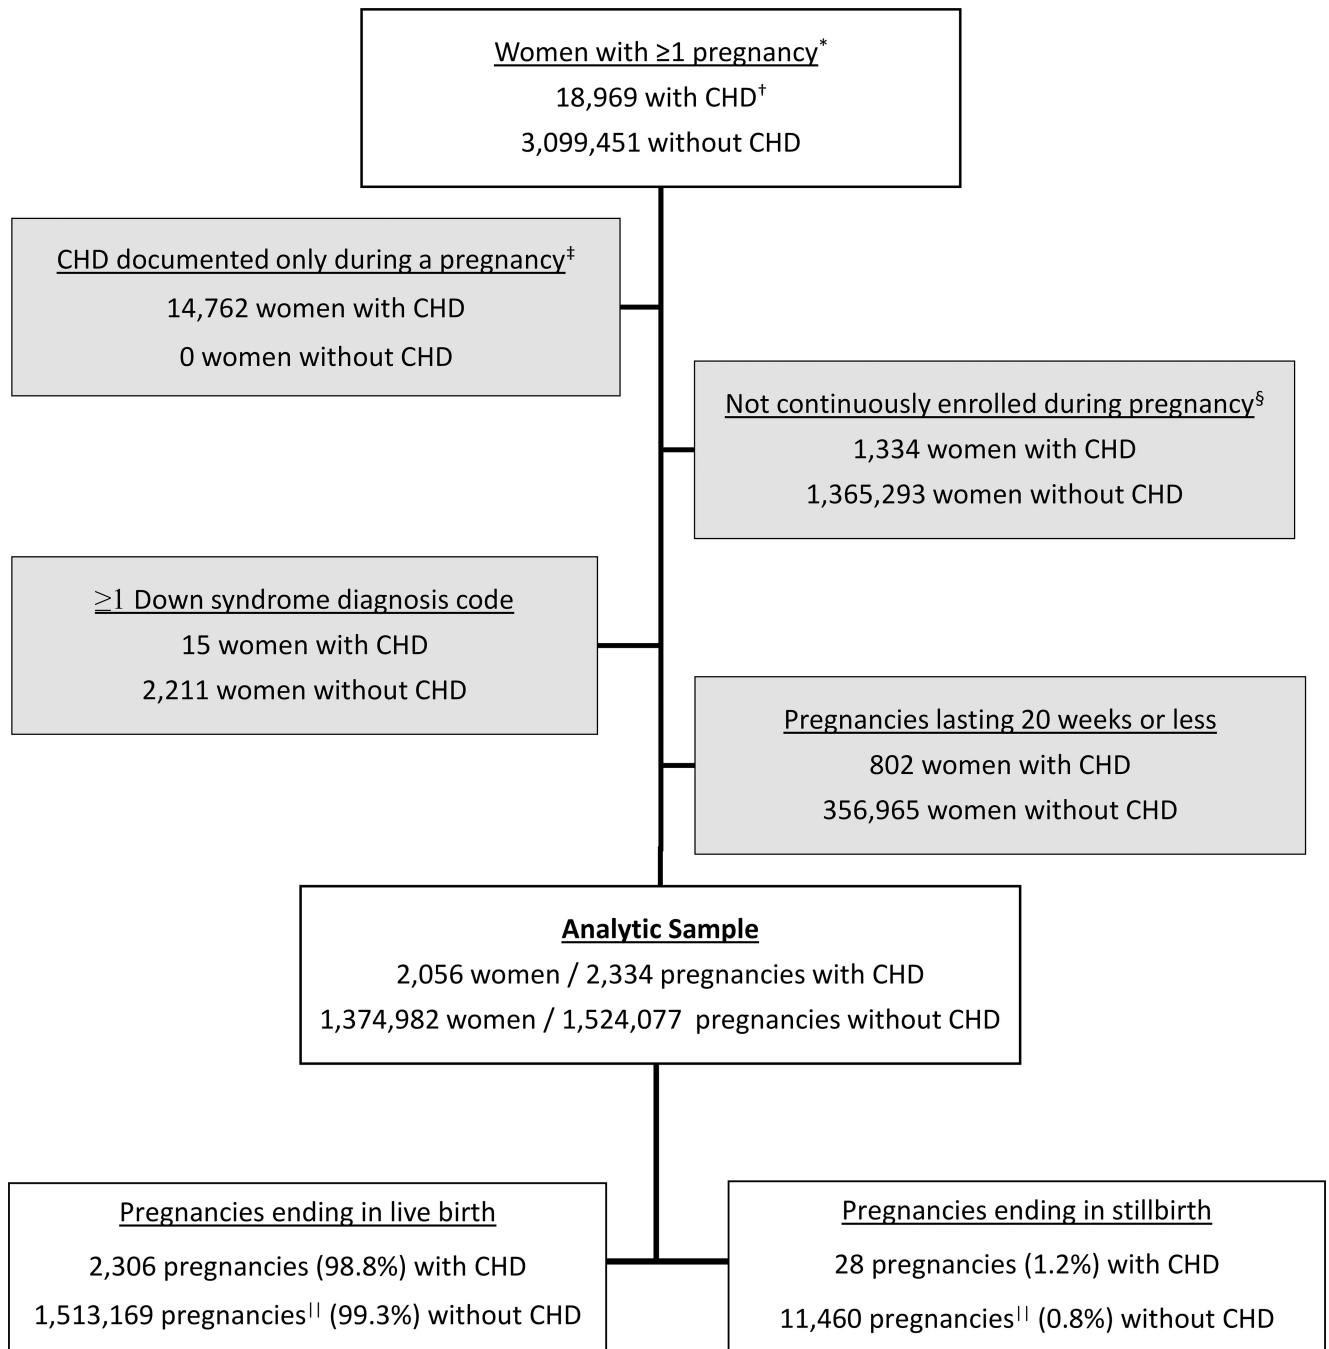 Women with ≥1 pregnancy*
18,969 with CHD†
3,099,451 without CHD
CHD documented only during a pregnancy‡
14,762 women with CHD
0 women without CHD
Not continuously enrolled during pregnancy§
1,334 women with CHD
1,365,293 women without CHD
≥1 Down syndrome diagnosis code
15 women with CHD
2,211 women without CHD
Pregnancies lasting 20 weeks or less
802 women with CHD
356,965 women without CHD
Analytic Sample
2,056 women / 2,334 pregnancies with CHD
1,374,982 women / 1,524,077 pregnancies without CHD
Pregnancies ending in live birth
2,306 pregnancies (98.8%) with CHD
1,513,169 pregnancies|| (99.3%) without CHD
Pregnancies ending in stillbirth
28 pregnancies (1.2%) with CHD
11,460 pregnancies|| (0.8%) without CHD